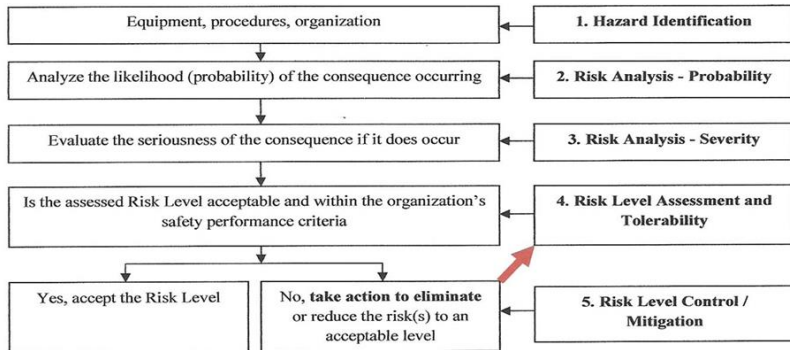 Equipment, procedures, organization
1. Hazard Identification
Analyze the likelihood (probability) of the consequence occurring
2. Risk Analysis - Probability
Evaluate the seriousness of the consequence if it does occur
3. Risk Analysis - Severity
Is the assessed Risk Level acceptable and within the organization's
safety performance criteria
4. Risk Level Assessment and
Tolerability
Yes, accept the Risk Level
No, take action to eliminate
or reduce the risk(s) to an
acceptable level
5. Risk Level Control /
Mitigation